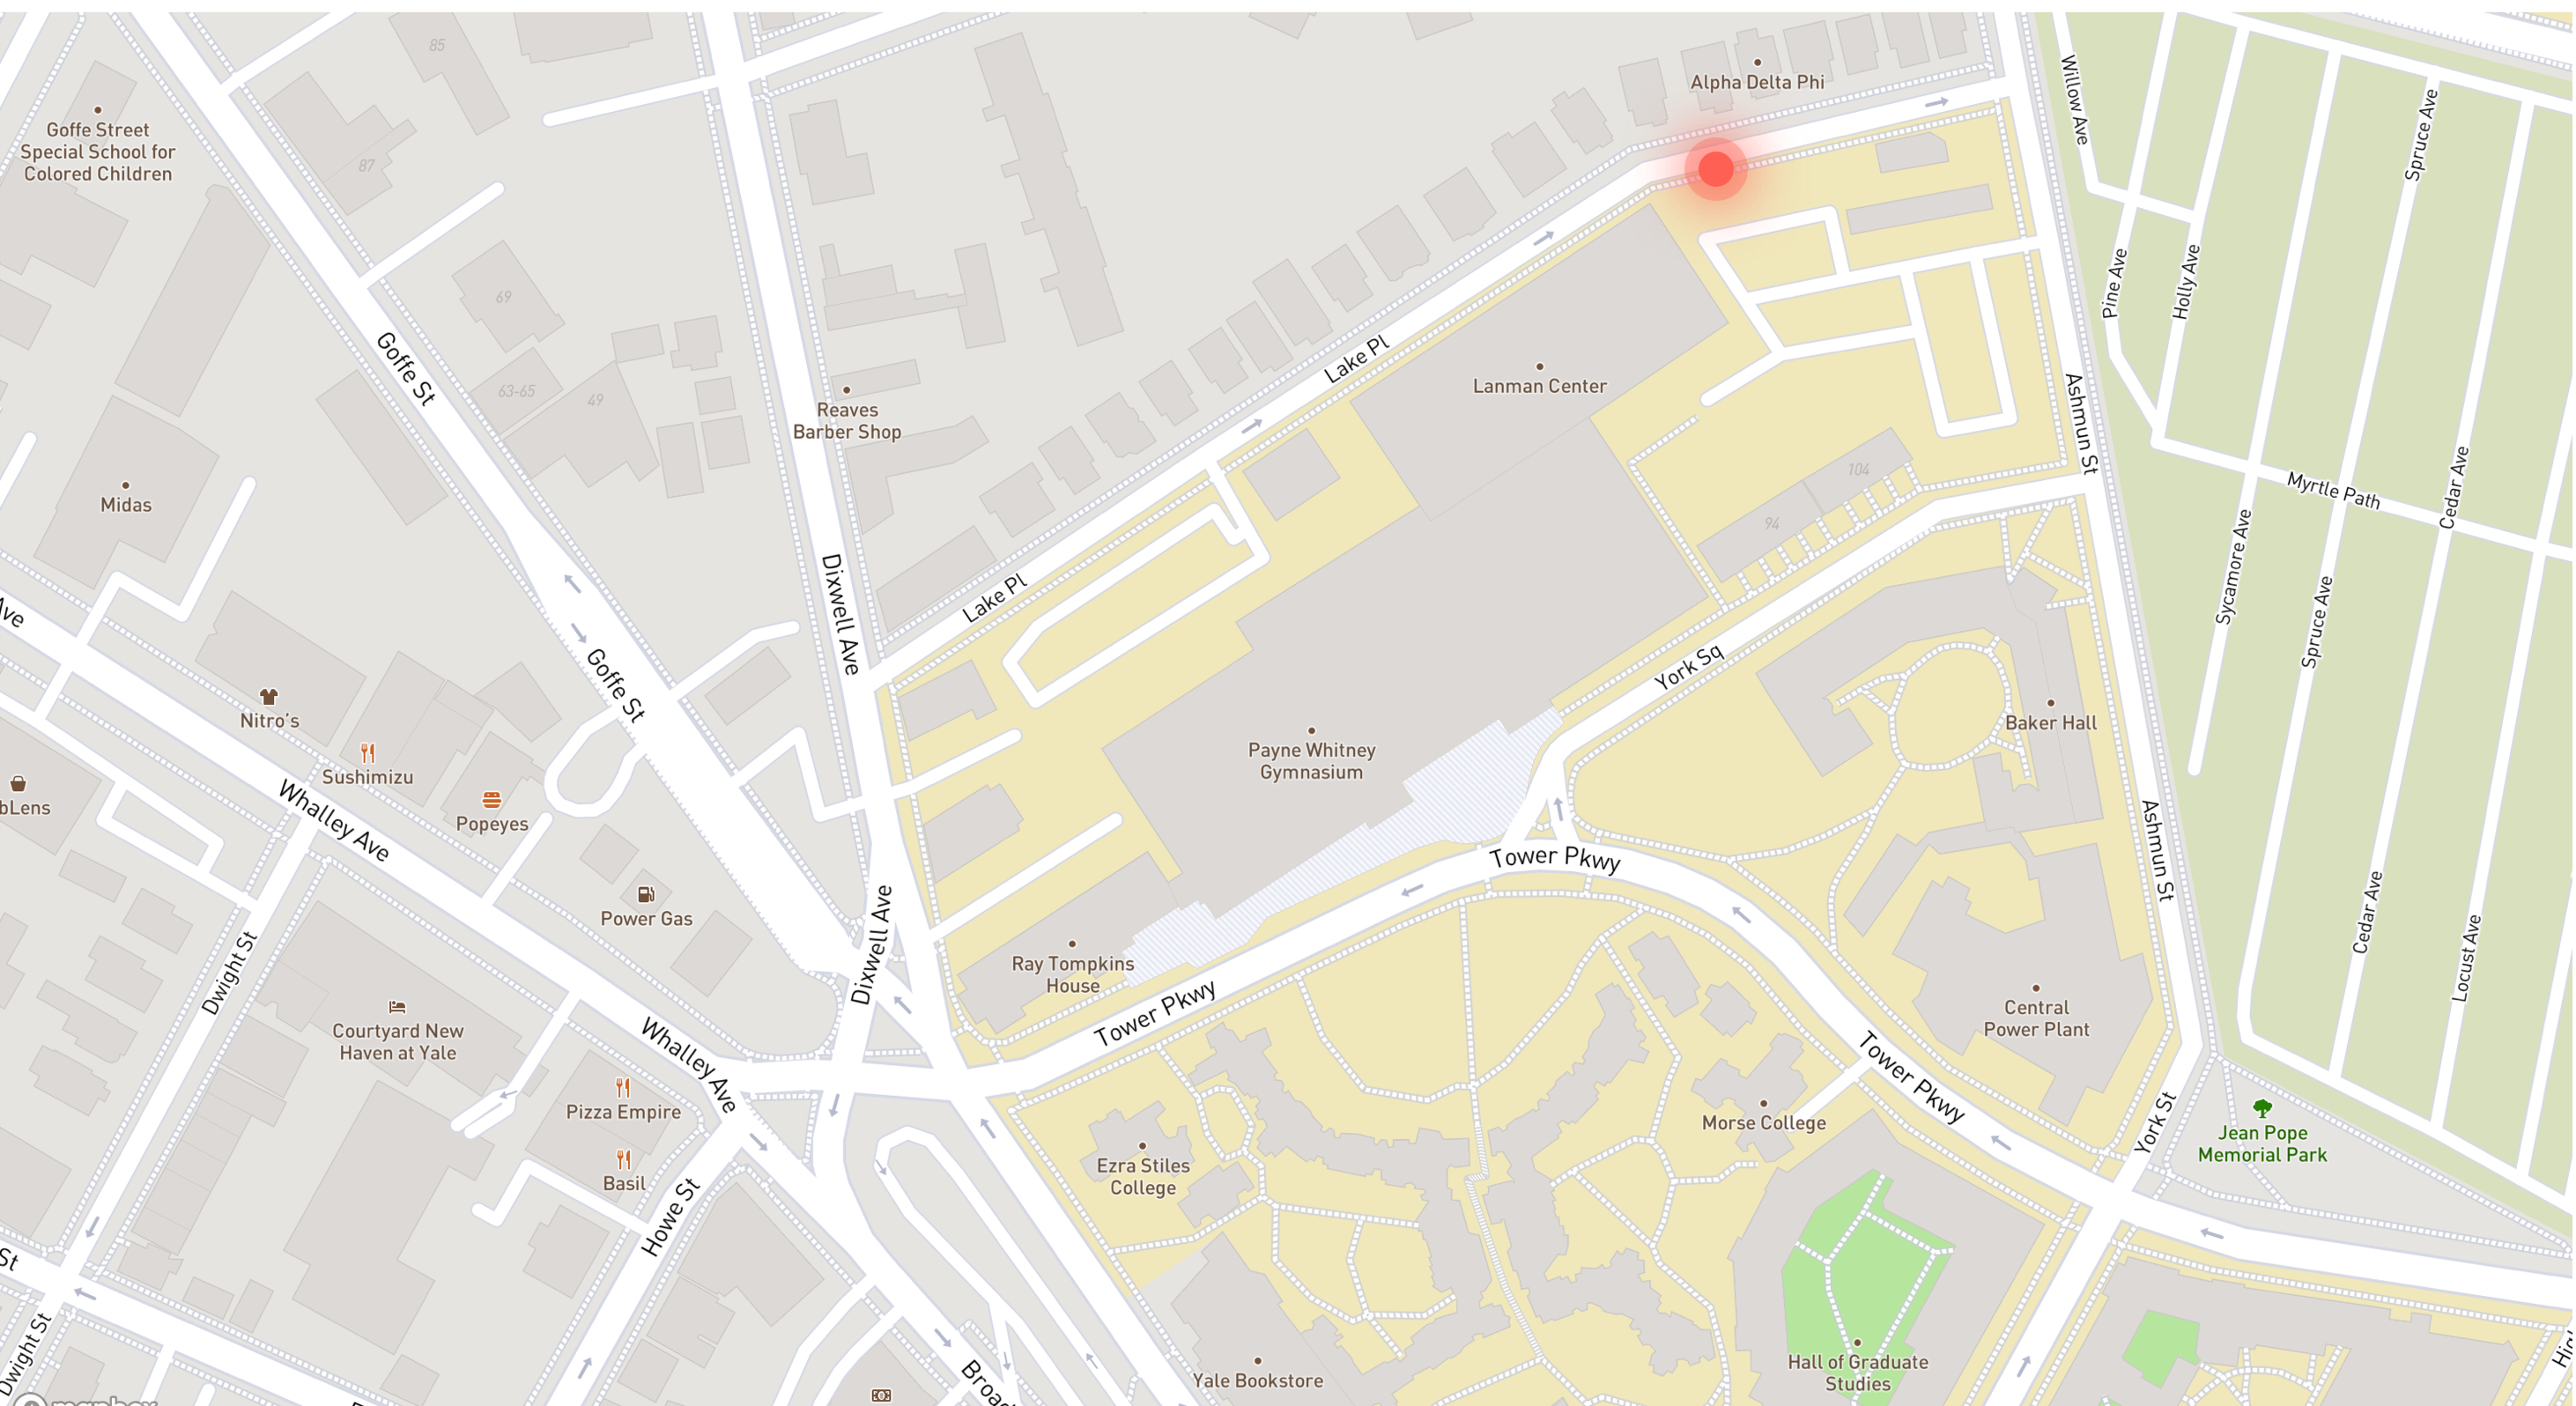 85
Alpha Delta Phi
Willow Ave
Spruce Ave
Goffe Street
Special School for
Colored Children
87
Pine Ave
Holly Ave
69
Goffe St
Lake Pl
Lanman Center
Ashmun St
63-65
49
Reaves
Barber Shop
104
Cedar Ave
Myrtle Path
Midas
94
Sycamore Ave
Dixwell Ave
Lake Pl
Ave
Spruce Ave
Goffe St
York Sq
Nitro's
Baker Hall
Payne Whitney
Gymnasium
Sushimizu
bLens
Whalley Ave
Popeyes
Tower Pkwy
Ashmun St
Power Gas
Dixwell Ave
Cedar Ave
Locust Ave
Dwight St
Ray Tompkins
House
Tower Pkwy
Central
Power Plant
Courtyard New
Haven at Yale
Whalley Ave
Tower Pkwy
Pizza Empire
Morse College
York St
Jean Pope
Memorial Park
Basil
Ezra Stiles
College
Howe St
St
Dwight St
Yale Bookstore
Hall of Graduate
Studies
Broad
Hig
mapbox